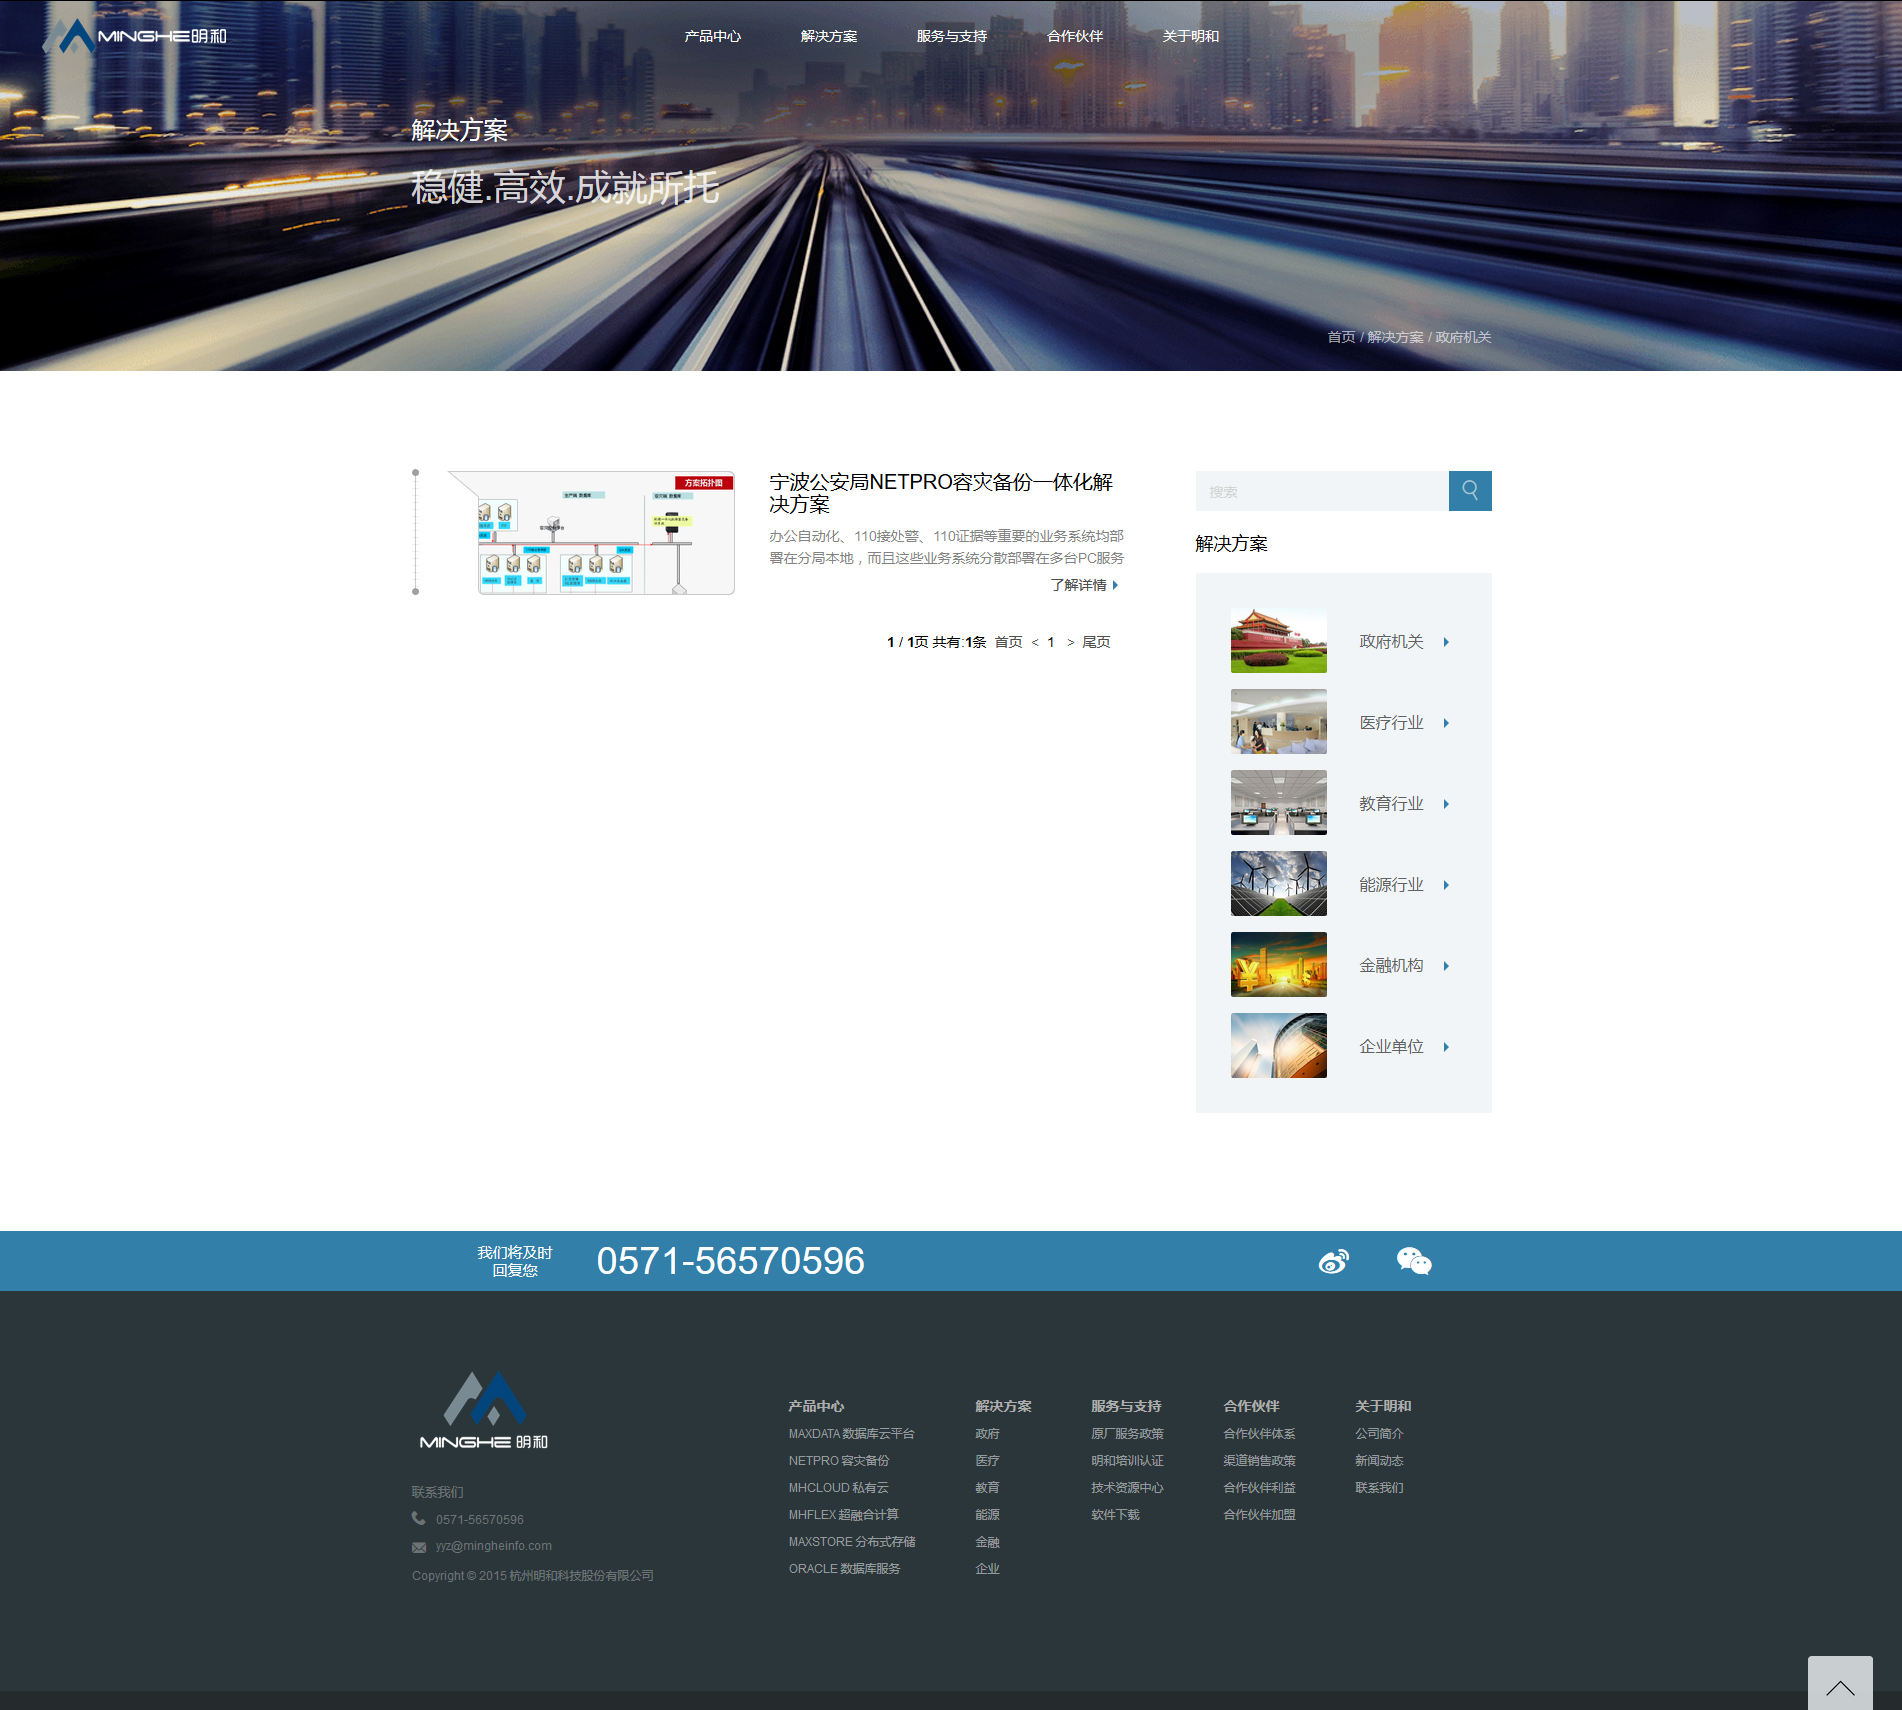 MINGHE明和
产品中心
解决方案
服务与支持
合作伙伴
关于明和
解决方案
稳健.高效.成就所托
首页 / 解决方案 / 政府机关
方案拓扑图
宁波公安局NETPRO容灾备份一体化解
决方案
办公自动化、110接处警、110证据等重要的业务系统均部
署在分局本地，而且这些业务系统分散部署在多台PC服务
了解详情
1 / 1页 共有:1条 首页 < 1 > 尾页
搜索
解决方案
政府机关
医疗行业
教育行业
能源行业
金融机构
企业单位
我们将及时
回复您
0571-56570596
MINGHE 明和
联系我们
0571-56570596
yyz@mingheinfo.com
Copyright © 2015 杭州明和科技股份有限公司
产品中心
MAXDATA 数据库云平台
NETPRO 容灾备份
MHCLOUD 私有云
MHFLEX 超融合计算
MAXSTORE 分布式存储
ORACLE 数据库服务
解决方案
政府
医疗
教育
能源
金融
企业
服务与支持
原厂服务政策
明和培训认证
技术资源中心
软件下载
合作伙伴
合作伙伴体系
渠道销售政策
合作伙伴利益
合作伙伴加盟
关于明和
公司简介
新闻动态
联系我们